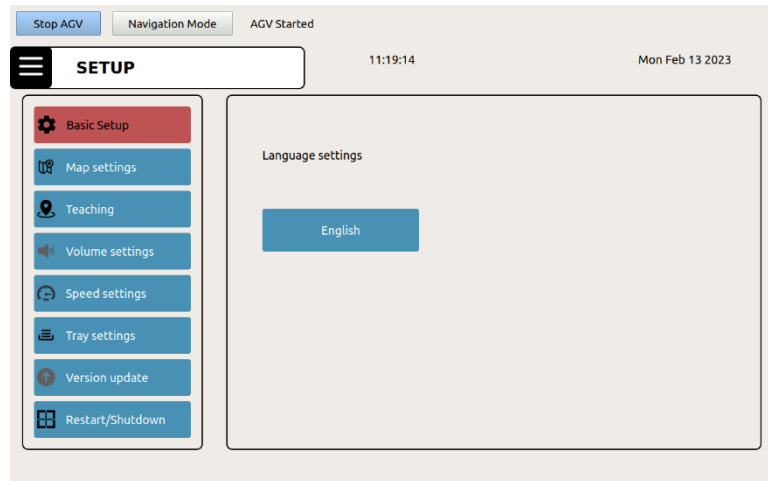 Stop AGV
Navigation Mode
AGV Started
SETUP
11:19:14
Mon Feb 13 2023
Basic Setup
Map settings
Teaching
Volume settings
Speed settings
Tray settings
Version update
Restart/Shutdown
Language settings
English